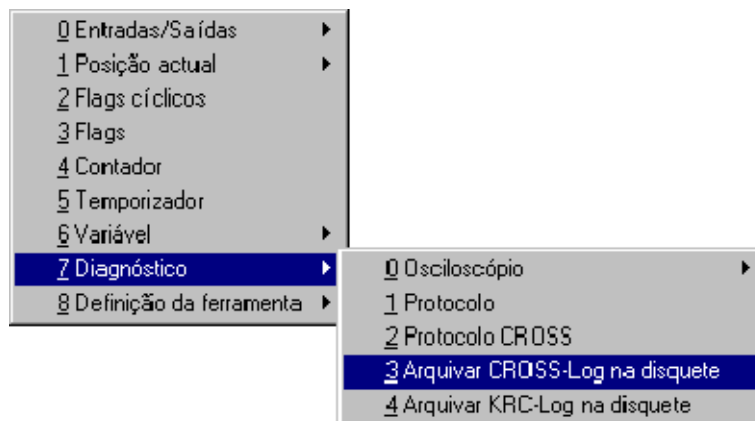 0 Entradas/Saídas
1 Posição actual
2 Flags cíclicos
3 Flags
4 Contador
5 Temporizador
6 Variável
7 Diagnóstico
8 Definição da ferramenta
0 Osciloscópio
1 Protocolo
2 Protocolo CROSS
3 Arquivar CROSS-Log na disquete
4 Arquivar KRC-Log na disquete